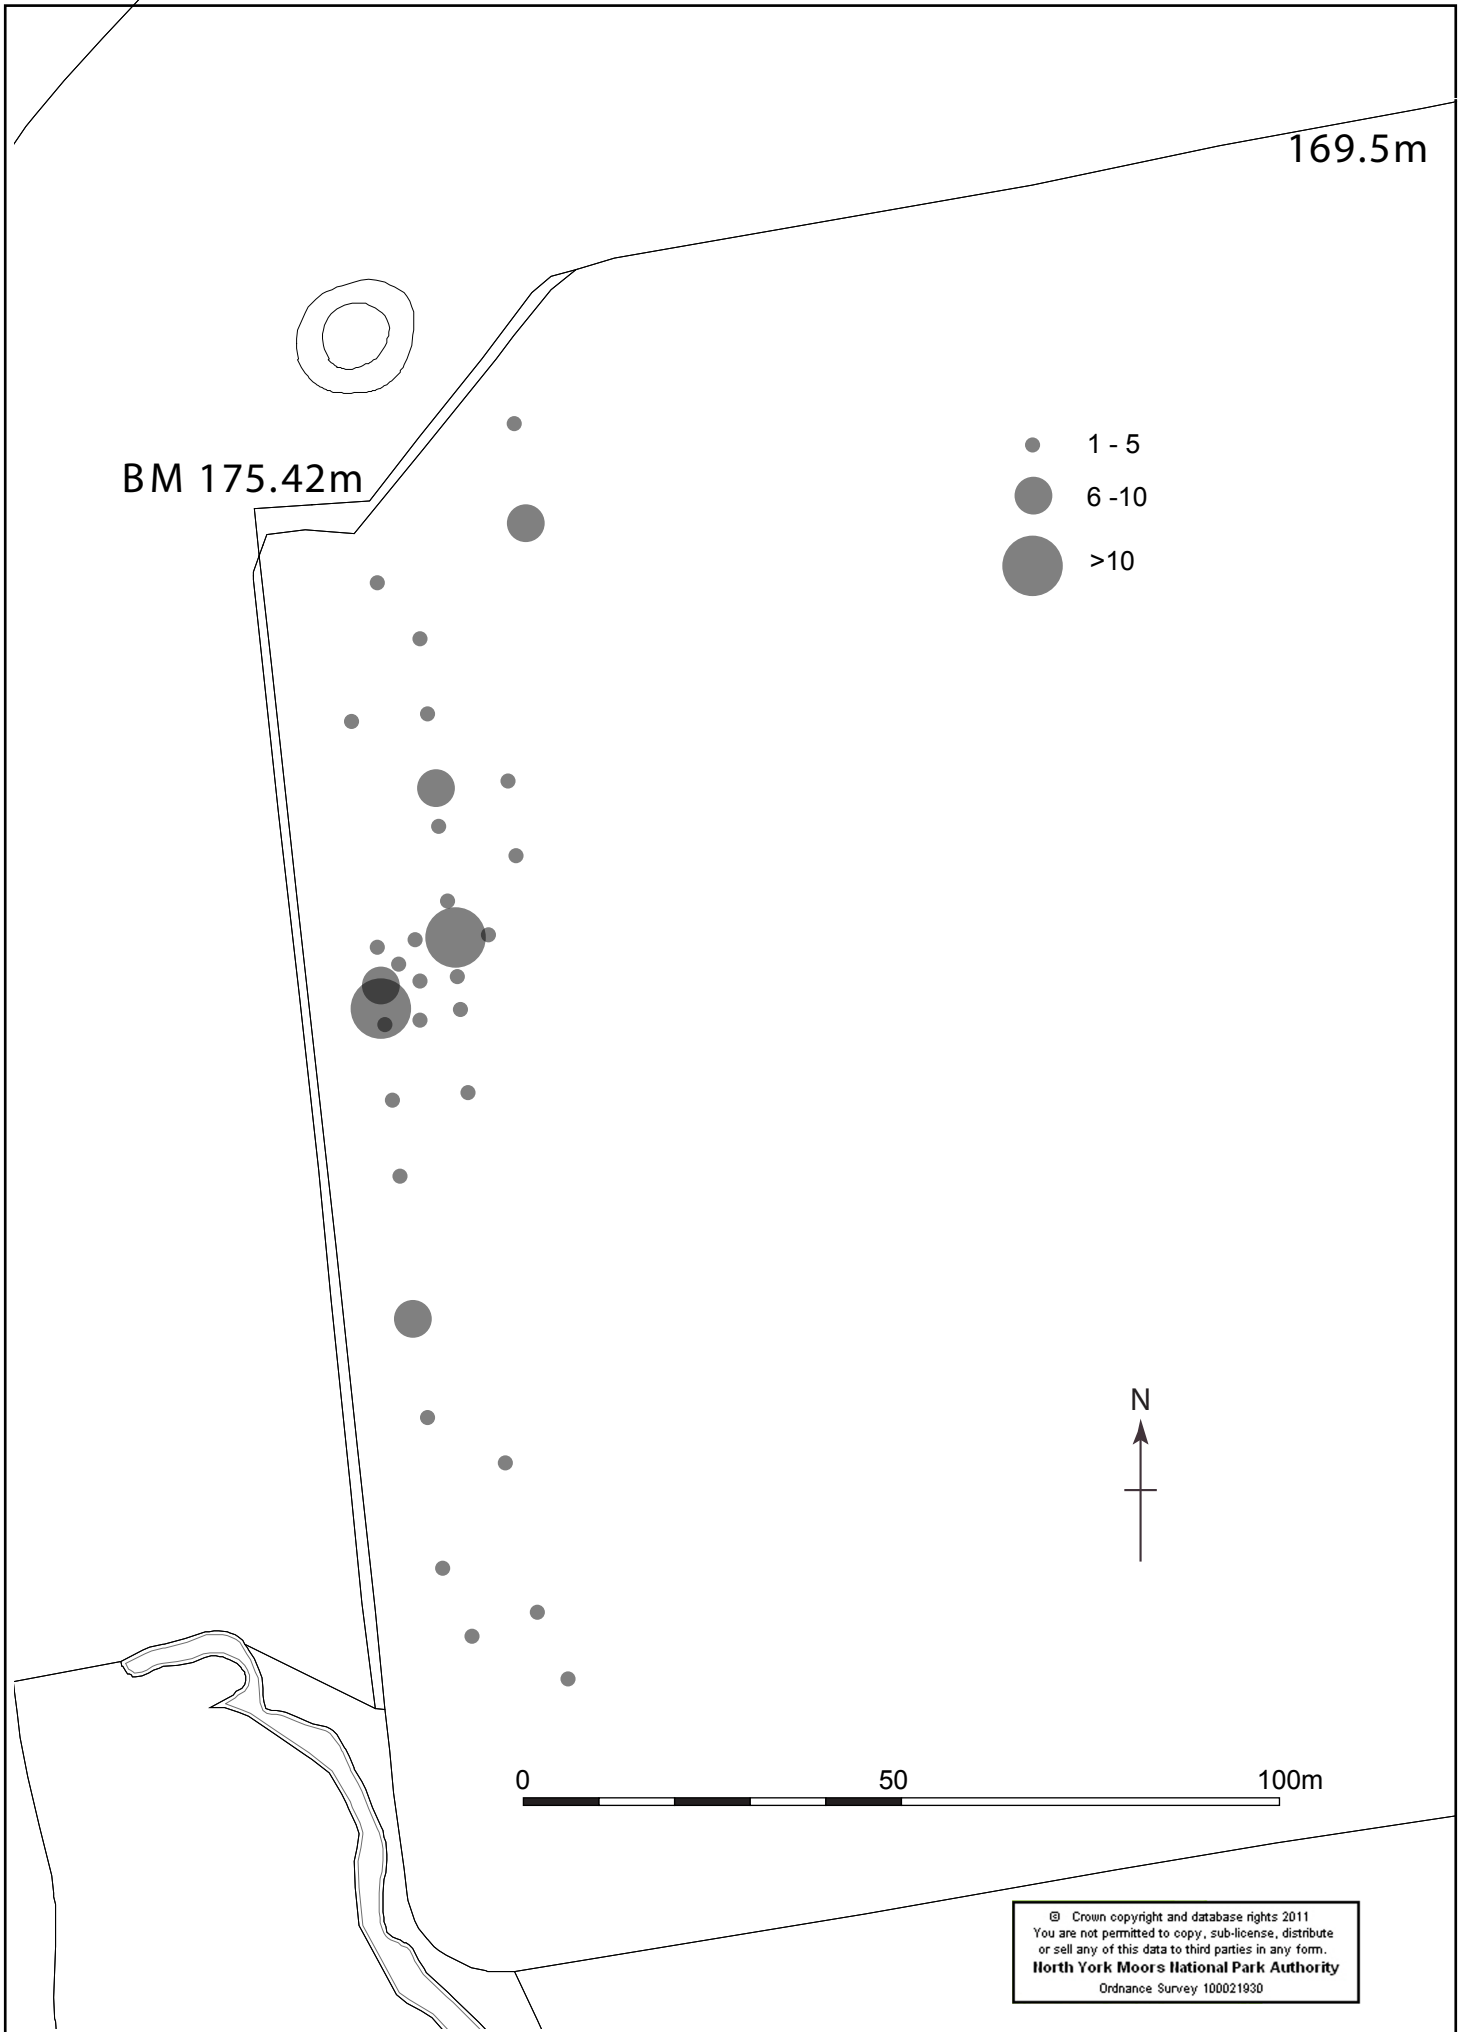 169.5m
BM 175.42m
1 - 5
6 -10
>10
N
0 50 100m
© Crown copyright and database rights 2011
You are not permitted to copy, sub-license, distribute
or sell any of this data to third parties in any form.
North York Moors National Park Authority
Ordnance Survey 100021930